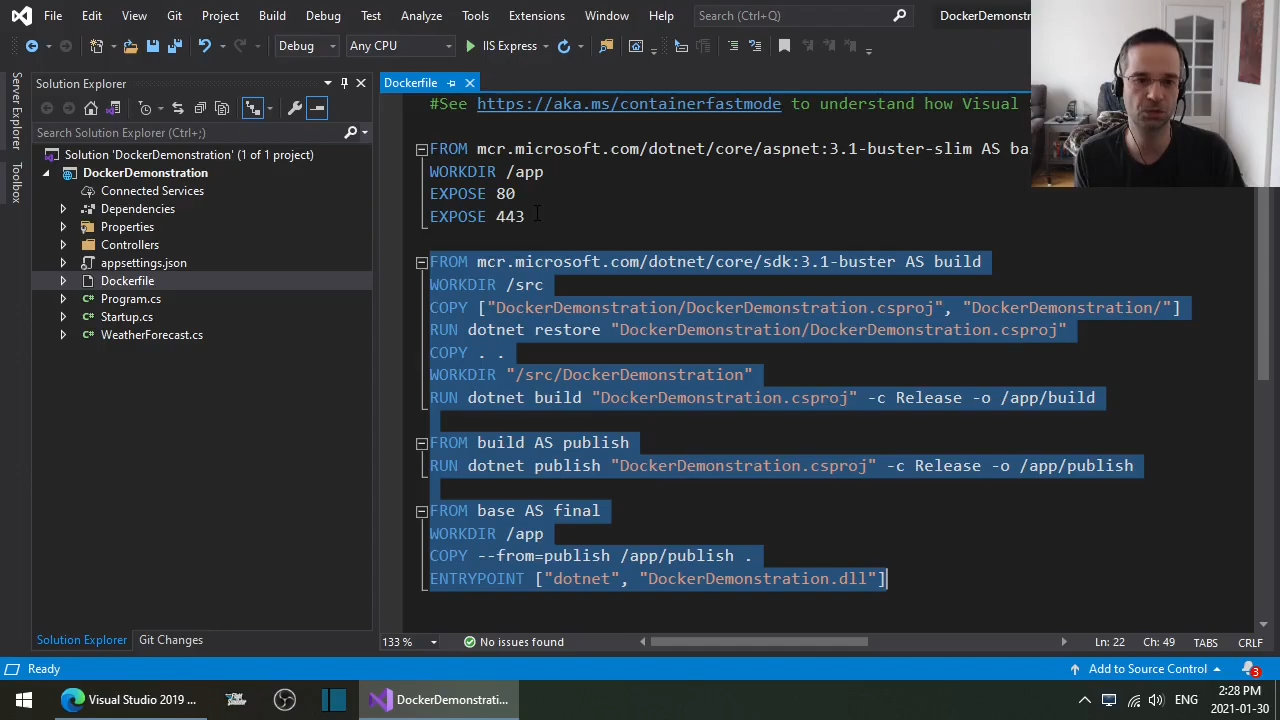 File Edit View Git Project Build Debug Test Analyze Tools Extensions Window Help Search (Ctrl+Q) DockerDemonstr
Debug Any CPU IIS Express
Server Explorer
Toolbox
Solution Explorer
Search Solution Explorer (Ctrl+;)
Solution 'DockerDemonstration' (1 of 1 project)
DockerDemonstration
Connected Services
Dependencies
Properties
Controllers
appsettings.json
Dockerfile
Program.cs
Startup.cs
WeatherForecast.cs
Solution Explorer Git Changes
Dockerfile
#See https://aka.ms/containerfastmode to understand how Visual
FROM mcr.microsoft.com/dotnet/core/aspnet:3.1-buster-slim AS ba
WORKDIR /app
EXPOSE 80
EXPOSE 443
FROM mcr.microsoft.com/dotnet/core/sdk:3.1-buster AS build
WORKDIR /src
COPY ["DockerDemonstration/DockerDemonstration.csproj", "DockerDemonstration/"]
RUN dotnet restore "DockerDemonstration/DockerDemonstration.csproj"
COPY . .
WORKDIR "/src/DockerDemonstration"
RUN dotnet build "DockerDemonstration.csproj" -c Release -o /app/build
FROM build AS publish
RUN dotnet publish "DockerDemonstration.csproj" -c Release -o /app/publish
FROM base AS final
WORKDIR /app
COPY --from=publish /app/publish .
ENTRYPOINT ["dotnet", "DockerDemonstration.dll"]
133 % No issues found Ln: 22 Ch: 49 TABS CRLF
Ready Add to Source Control 3
Visual Studio 2019 ... DockerDemonstrati... ENG 2:28 PM
2021-01-30